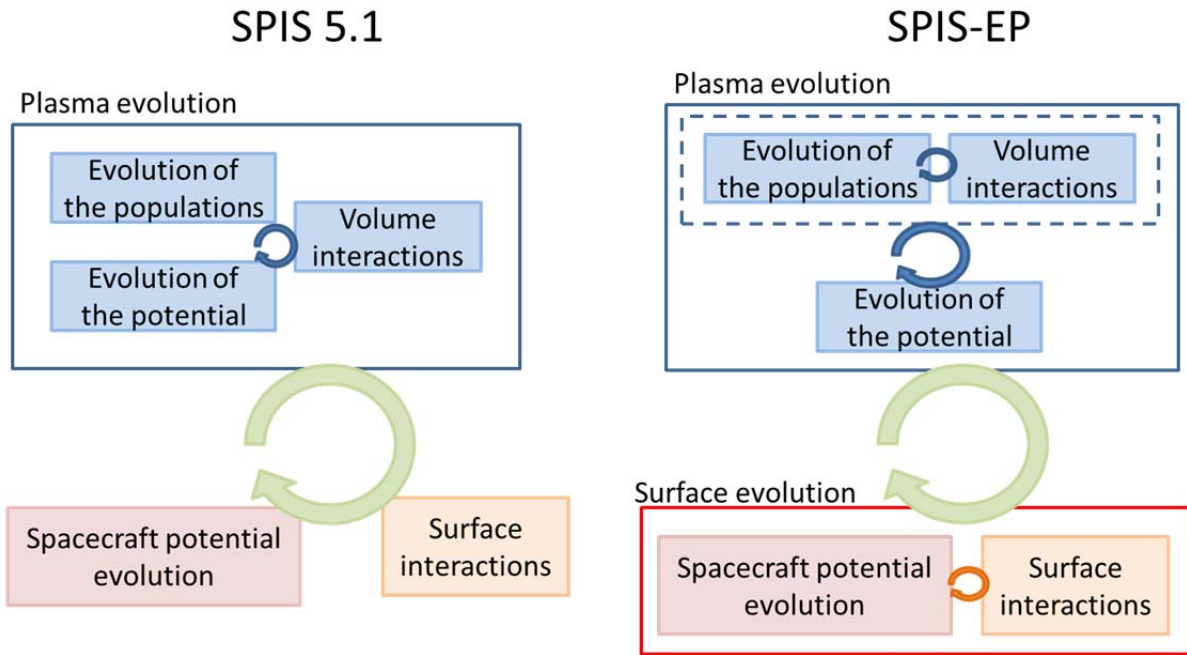 SPIS 5.1
Plasma evolution
Evolution of
the populations
Volume
interactions
Evolution of
the potential
Spacecraft potential
evolution
Surface
interactions
SPIS-EP
Plasma evolution
Evolution of
the populations
Volume
interactions
Evolution of
the potential
Surface evolution
Spacecraft potential
evolution
Surface
interactions